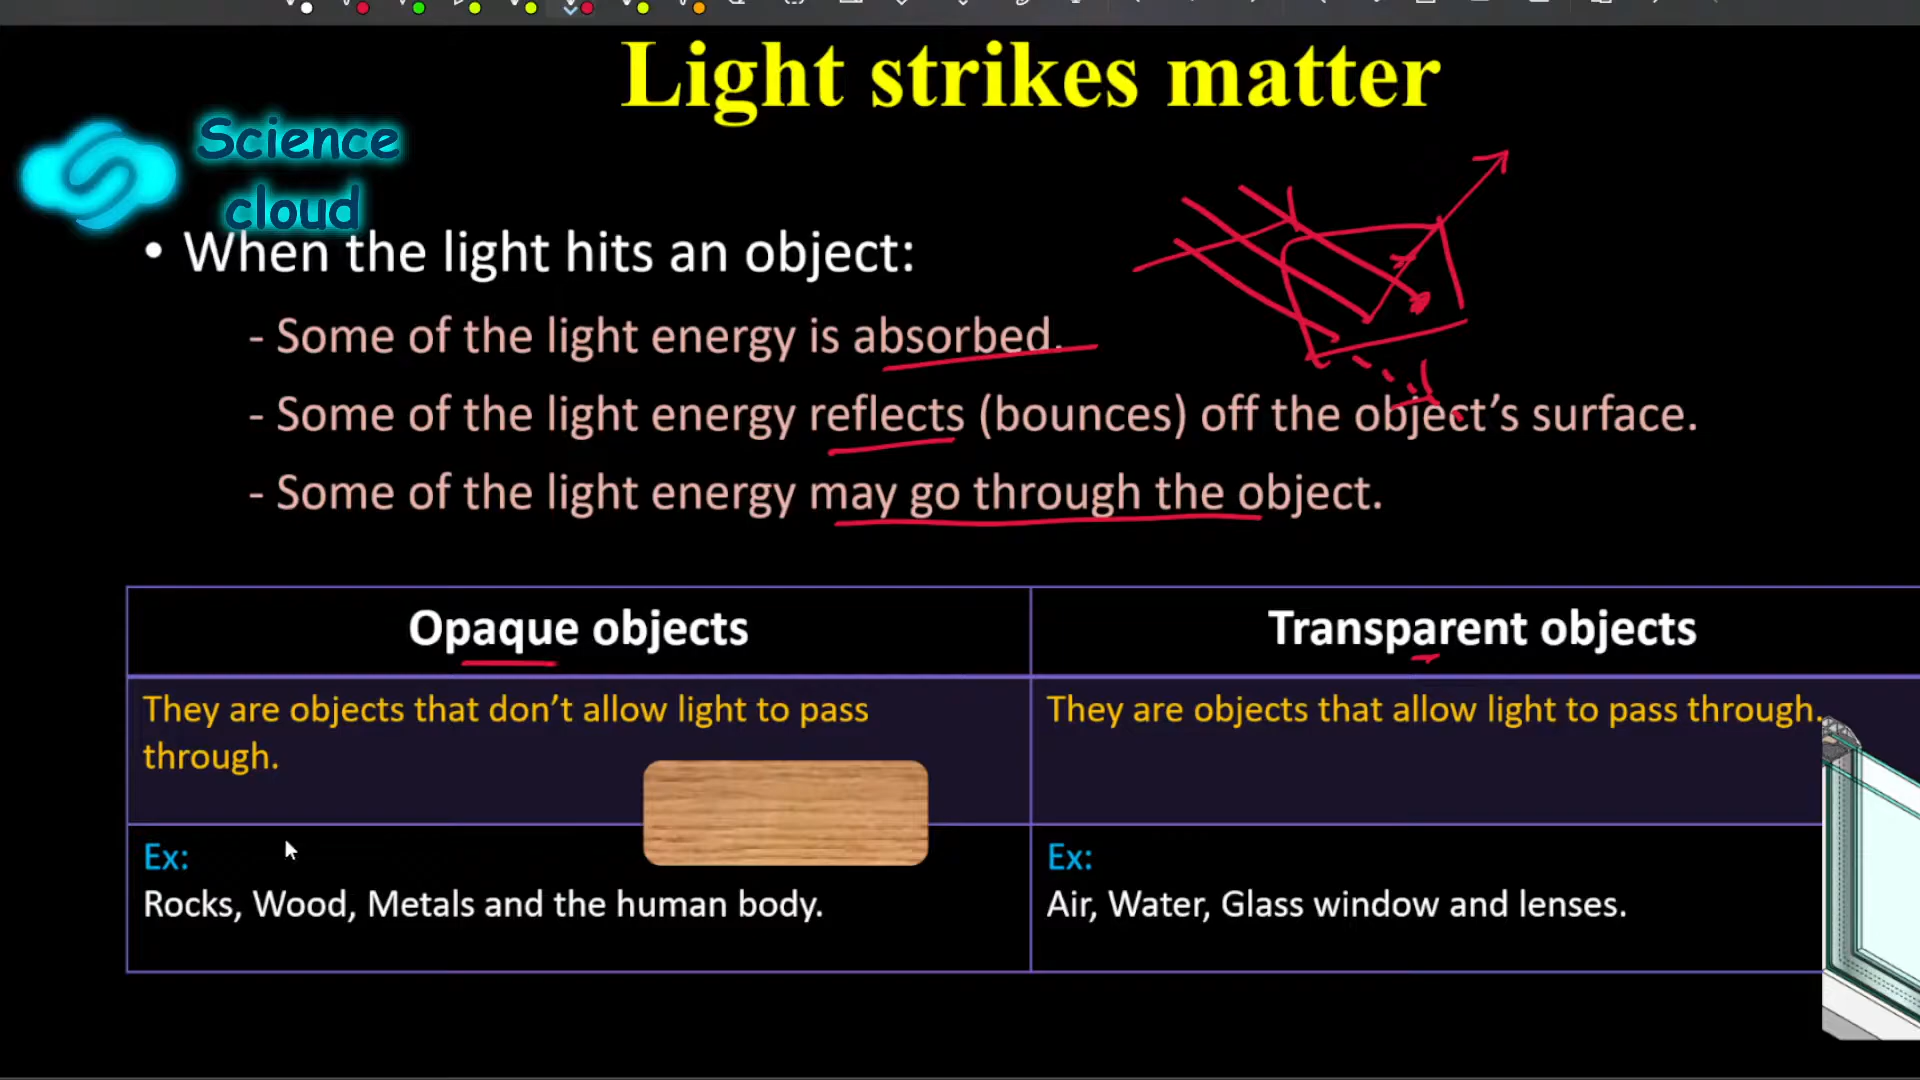 Light strikes matter
Science
cloud
• When the light hits an object:
- Some of the light energy is absorbed.
- Some of the light energy reflects (bounces) off the object’s surface.
- Some of the light energy may go through the object.
Opaque objects
Transparent objects
They are objects that don’t allow light to pass
through.
They are objects that allow light to pass through.
Ex:
Rocks, Wood, Metals and the human body.
Ex:
Air, Water, Glass window and lenses.